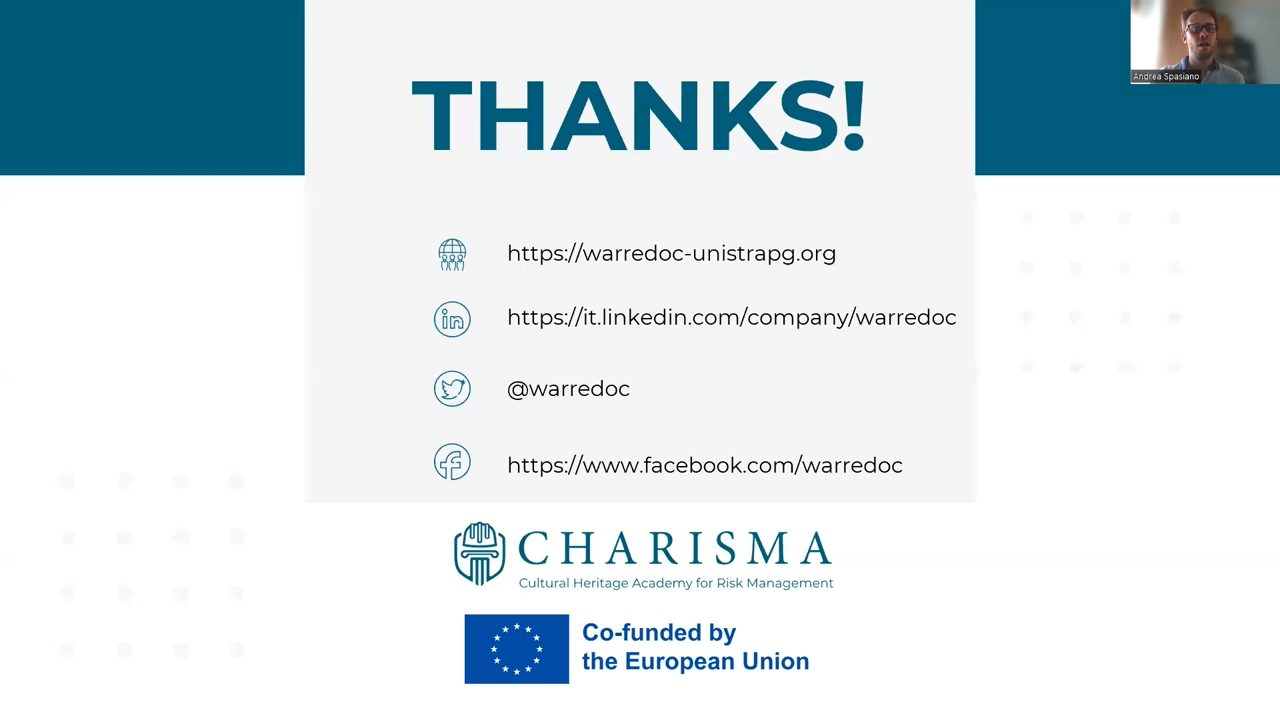 THANKS!
Andrea Spasiano
https://warredoc-unistrapg.org
https://it.linkedin.com/company/warredoc
@warredoc
https://www.facebook.com/warredoc
CHARISMA
Cultural Heritage Academy for Risk Management
Co-funded by
the European Union